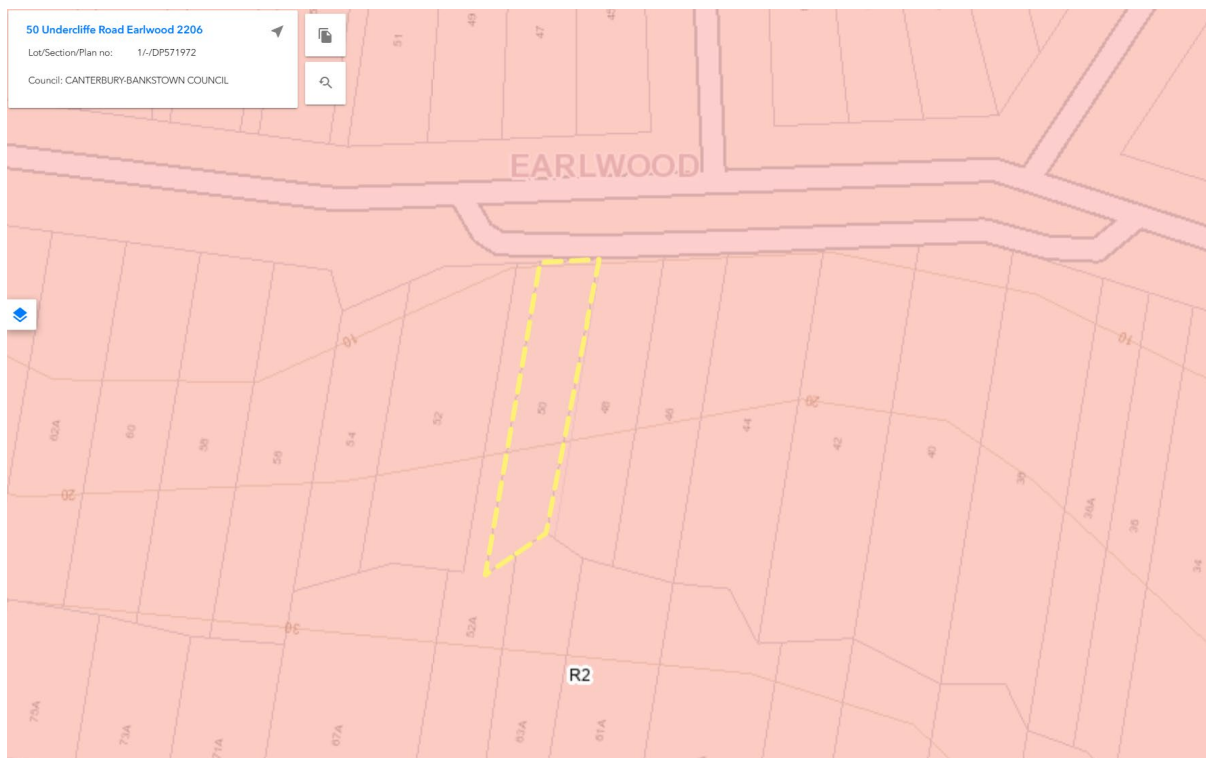 50 Undercliffe Road Earlwood 2206
Lot/Section/Plan no: 1/-/DP571972
Council: CANTERBURY-BANKSTOWN COUNCIL
49
47
45
51
EARLWOOD
10
10
20
62A
60
58
56
54
52
50
48
46
44
42
40
38
38A
36
34
20
30
52A
R2
75A
73A
71A
67A
63A
61A